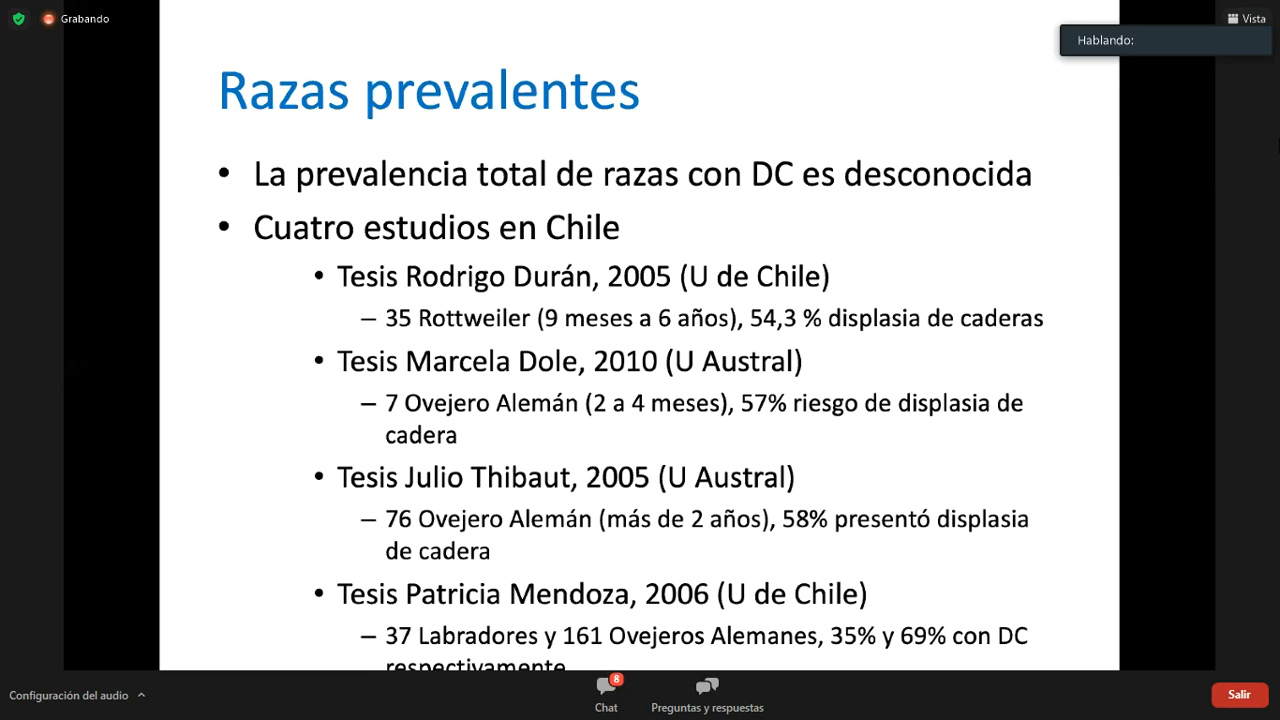 Grabando
Vista
Hablando:
Razas prevalentes
• La prevalencia total de razas con DC es desconocida
• Cuatro estudios en Chile
• Tesis Rodrigo Durán, 2005 (U de Chile)
– 35 Rottweiler (9 meses a 6 años), 54,3 % displasia de caderas
• Tesis Marcela Dole, 2010 (U Austral)
– 7 Ovejero Alemán (2 a 4 meses), 57% riesgo de displasia de
cadera
• Tesis Julio Thibaut, 2005 (U Austral)
– 76 Ovejero Alemán (más de 2 años), 58% presentó displasia
de cadera
• Tesis Patricia Mendoza, 2006 (U de Chile)
– 37 Labradores y 161 Ovejeros Alemanes, 35% y 69% con DC
respectivamente
Configuración del audio
8
Chat
Preguntas y respuestas
Salir